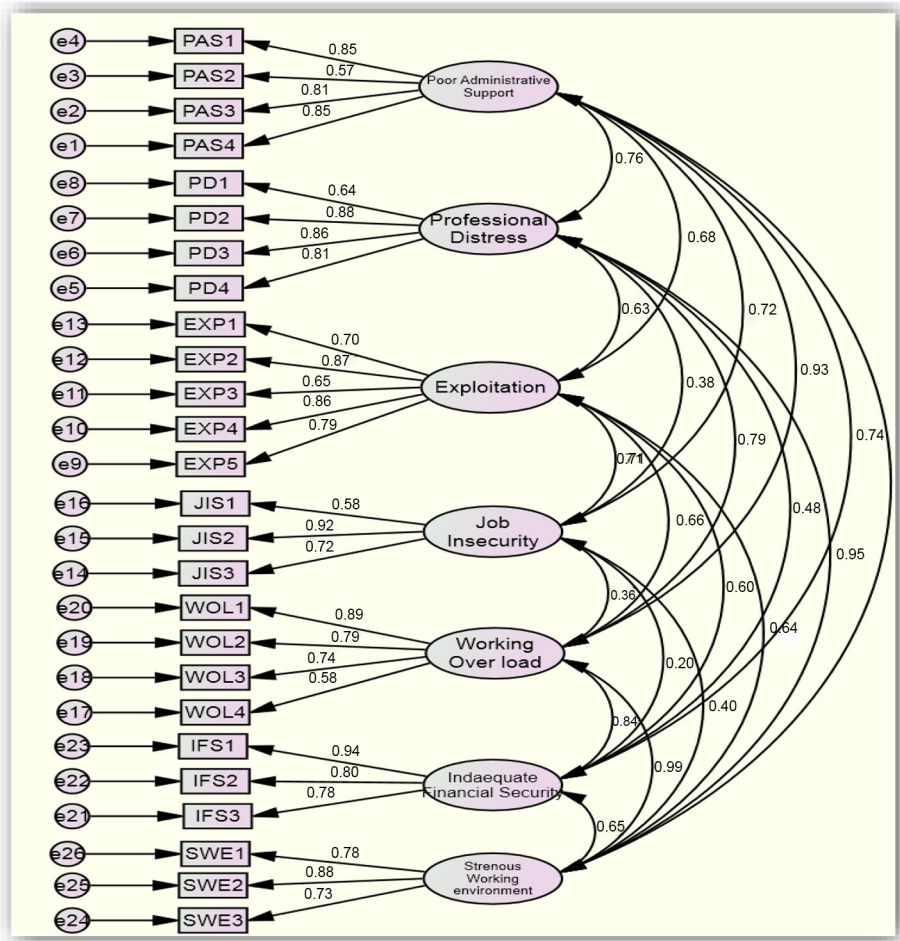 e4 PAS1
0.85
e3 PAS2
0.57
e2 PAS3
0.81
e1 PAS4
0.85
Poor Administrative
Support
e8 PD1
0.64
e7 PD2
0.88
e6 PD3
0.86
e5 PD4
0.81
Professional
Distress
e13 EXP1
0.70
e12 EXP2
0.87
e11 EXP3
0.65
e10 EXP4
0.86
e9 EXP5
0.79
Exploitation
e16 JIS1
0.58
e15 JIS2
0.92
e14 JIS3
0.72
Job
Insecurity
e20 WOL1
0.89
e19 WOL2
0.79
e18 WOL3
0.74
e17 WOL4
0.58
Working
Over load
e23 IFS1
0.94
e22 IFS2
0.80
e21 IFS3
0.78
Indaequate
Financial Security
e26 SWE1
0.78
e25 SWE2
0.88
e24 SWE3
0.73
Strenous
Working
environment
0.76
0.68
0.63
0.72
0.38
0.93
0.74
0.79
0.71
0.48
0.66
0.95
0.60
0.36
0.64
0.20
0.40
0.84
0.99
0.65